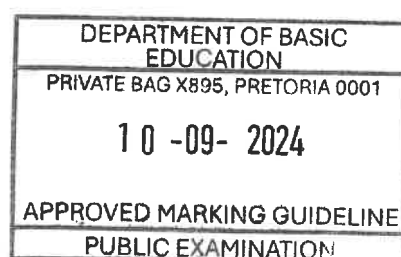 DEPARTMENT OF BASIC
EDUCATION
PRIVATE BAG X895, PRETORIA 0001
10 -09- 2024
APPROVED MARKING GUIDELINE
PUBLIC EXAMINATION